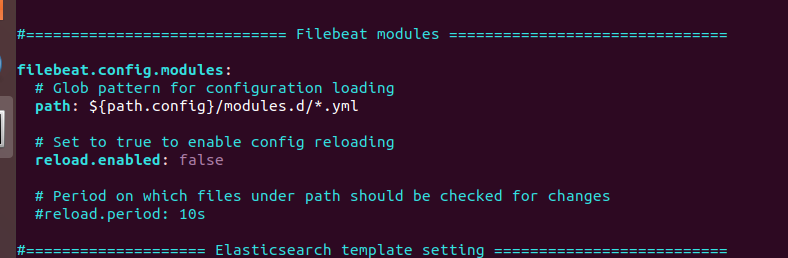 #============================= Filebeat modules ===============================
filebeat.config.modules:
# Glob pattern for configuration loading
path: ${path.config}/modules.d/*.yml
# Set to true to enable config reloading
reload.enabled: false
# Period on which files under path should be checked for changes
#reload.period: 10s
#==================== Elasticsearch template setting ==========================